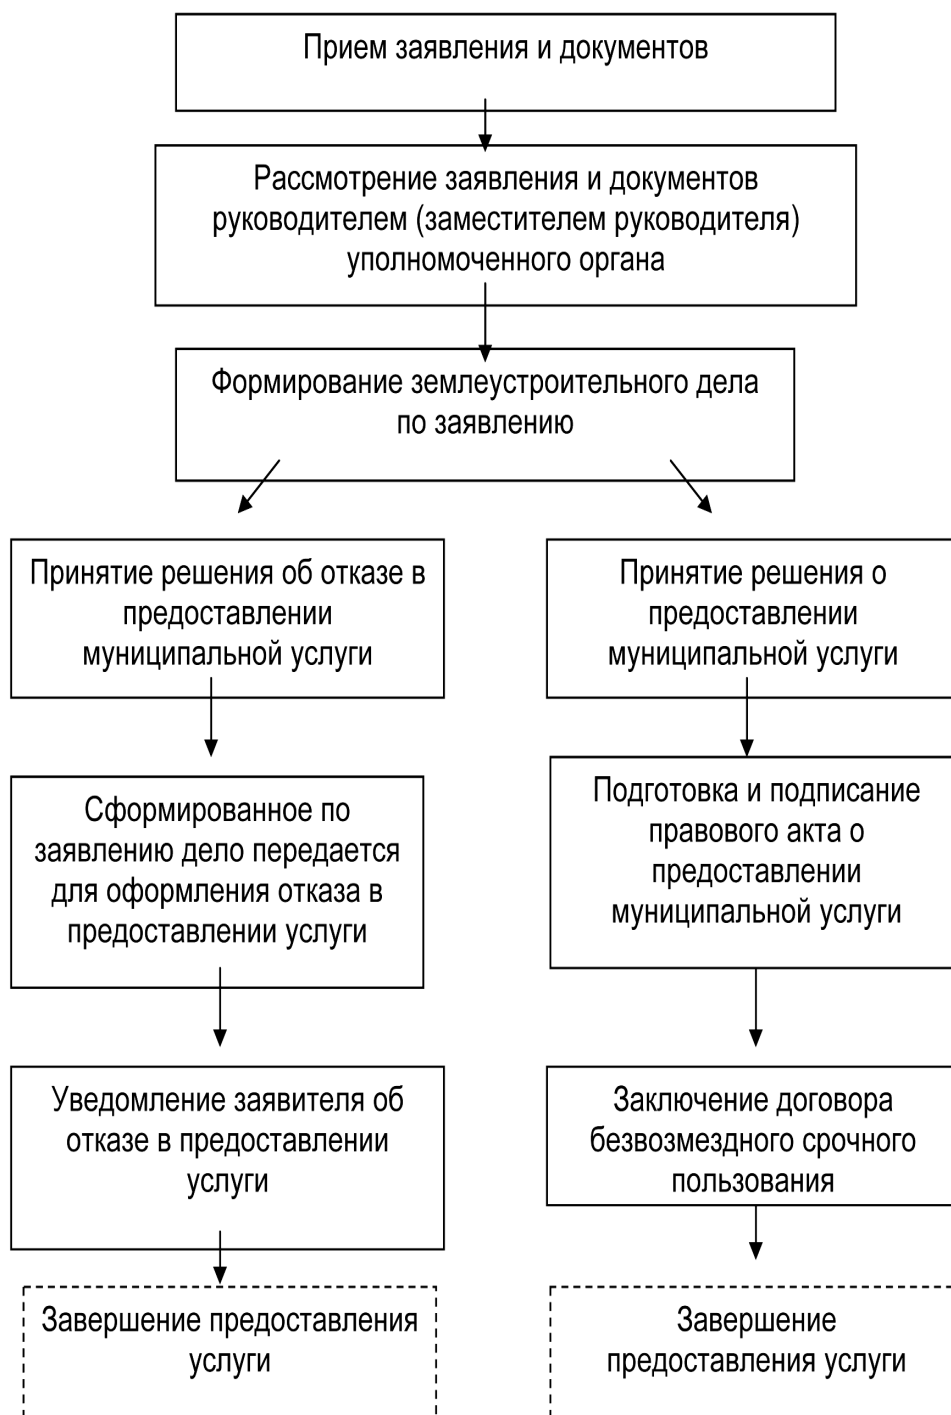 Прием заявления и документов
Рассмотрение заявления и документов
руководителем (заместителем руководителя)
уполномоченного органа
Формирование землеустроительного дела
по заявлению
Принятие решения об отказе в
предоставлении
муниципальной услуги
Принятие решения о
предоставлении
муниципальной услуги
Сформированное по
заявлению дело передается
для оформления отказа в
предоставлении услуги
Подготовка и подписание
правового акта о
предоставлении
муниципальной услуги
Уведомление заявителя об
отказе в предоставлении
услуги
Заключение договора
безвозмездного срочного
пользования
Завершение предоставления
услуги
Завершение
предоставления услуги